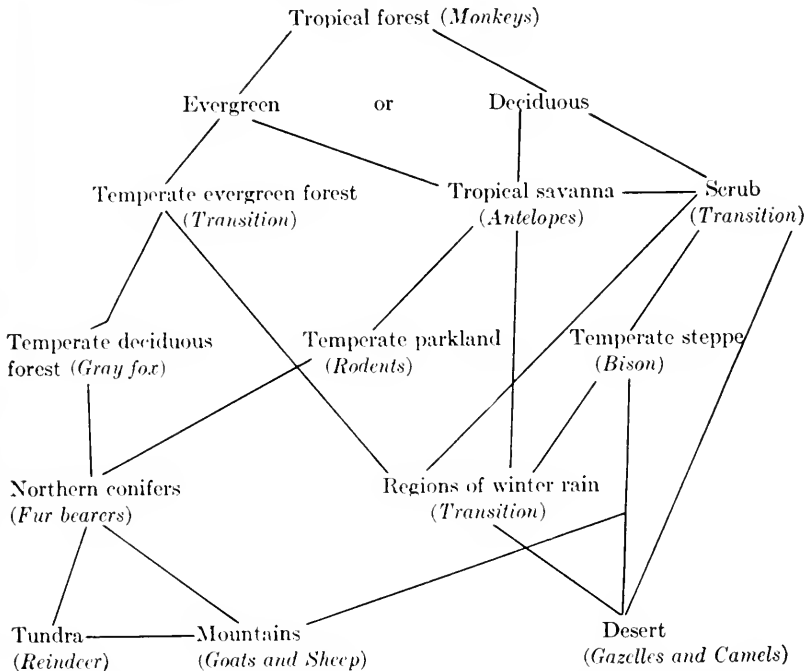 Tropical forest (Monkeys)
Evergreen or Deciduous
Temperate evergreen forest
(Transition)
Tropical savanna
(Antelopes)
Scrub
(Transition)
Temperate deciduous
forest (Gray fox)
Temperate parkland
(Rodents)
Temperate steppe
(Bison)
Northern conifers
(Fur bearers)
Regions of winter rain
(Transition)
Tundra
(Reindeer)
Mountains
(Goats and Sheep)
Desert
(Gazelles and Camels)